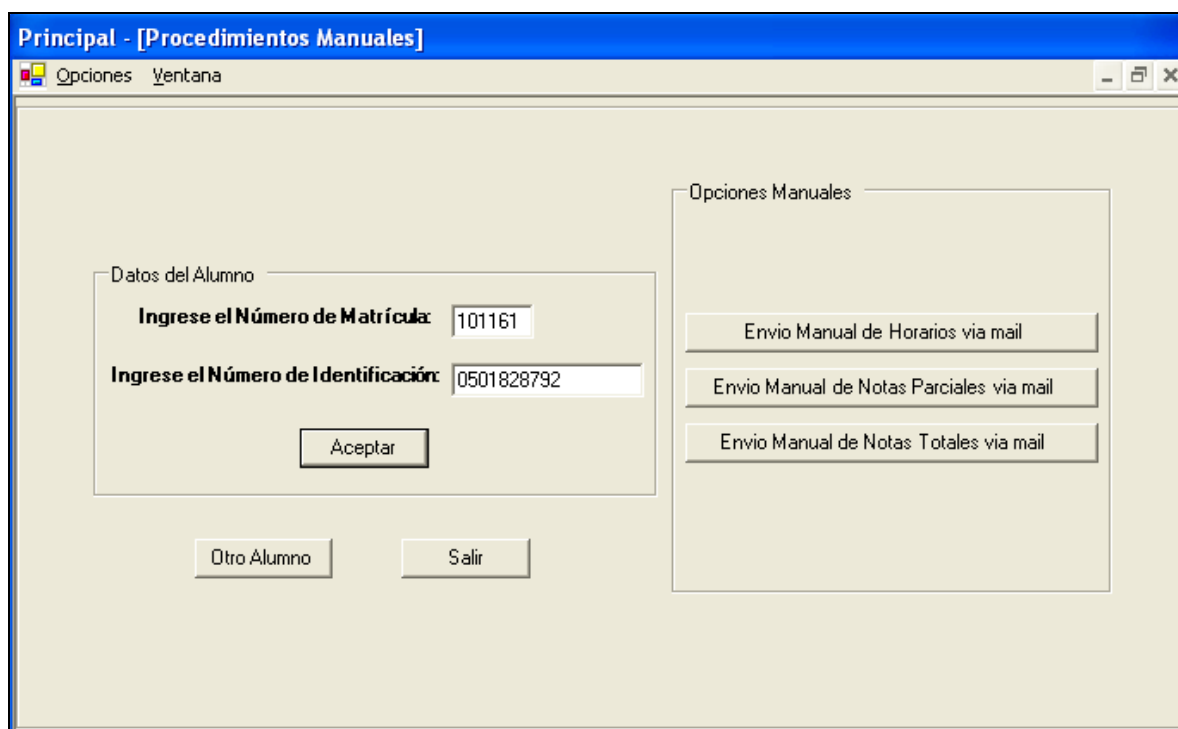 Principal - [Procedimientos Manuales]
Opciones Ventana
Datos del Alumno
Ingrese el Número de Matrícula: 101161
Ingrese el Número de Identificación: 0501828792
Aceptar
Otro Alumno Salir
Opciones Manuales
Envio Manual de Horarios via mail
Envio Manual de Notas Parciales via mail
Envio Manual de Notas Totales via mail